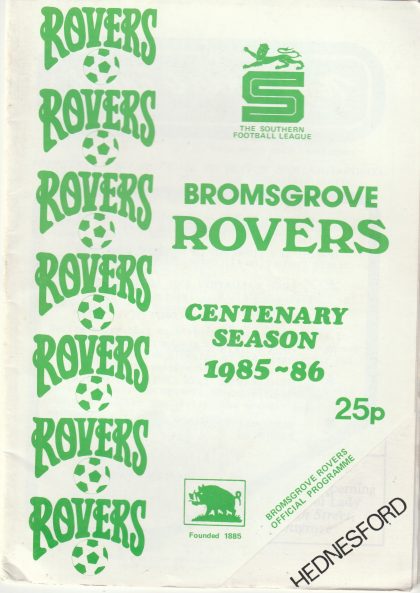 ROVERS
ROVERS
ROVERS
ROVERS
ROVERS
ROVERS
ROVERS
S
THE SOUTHERN
FOOTBALL LEAGUE
BROMSGROVE
ROVERS
CENTENARY
SEASON
1985~86
25p
Founded 1885
BROMSGROVE ROVERS
OFFICIAL PROGRAMME
HEDNESFORD